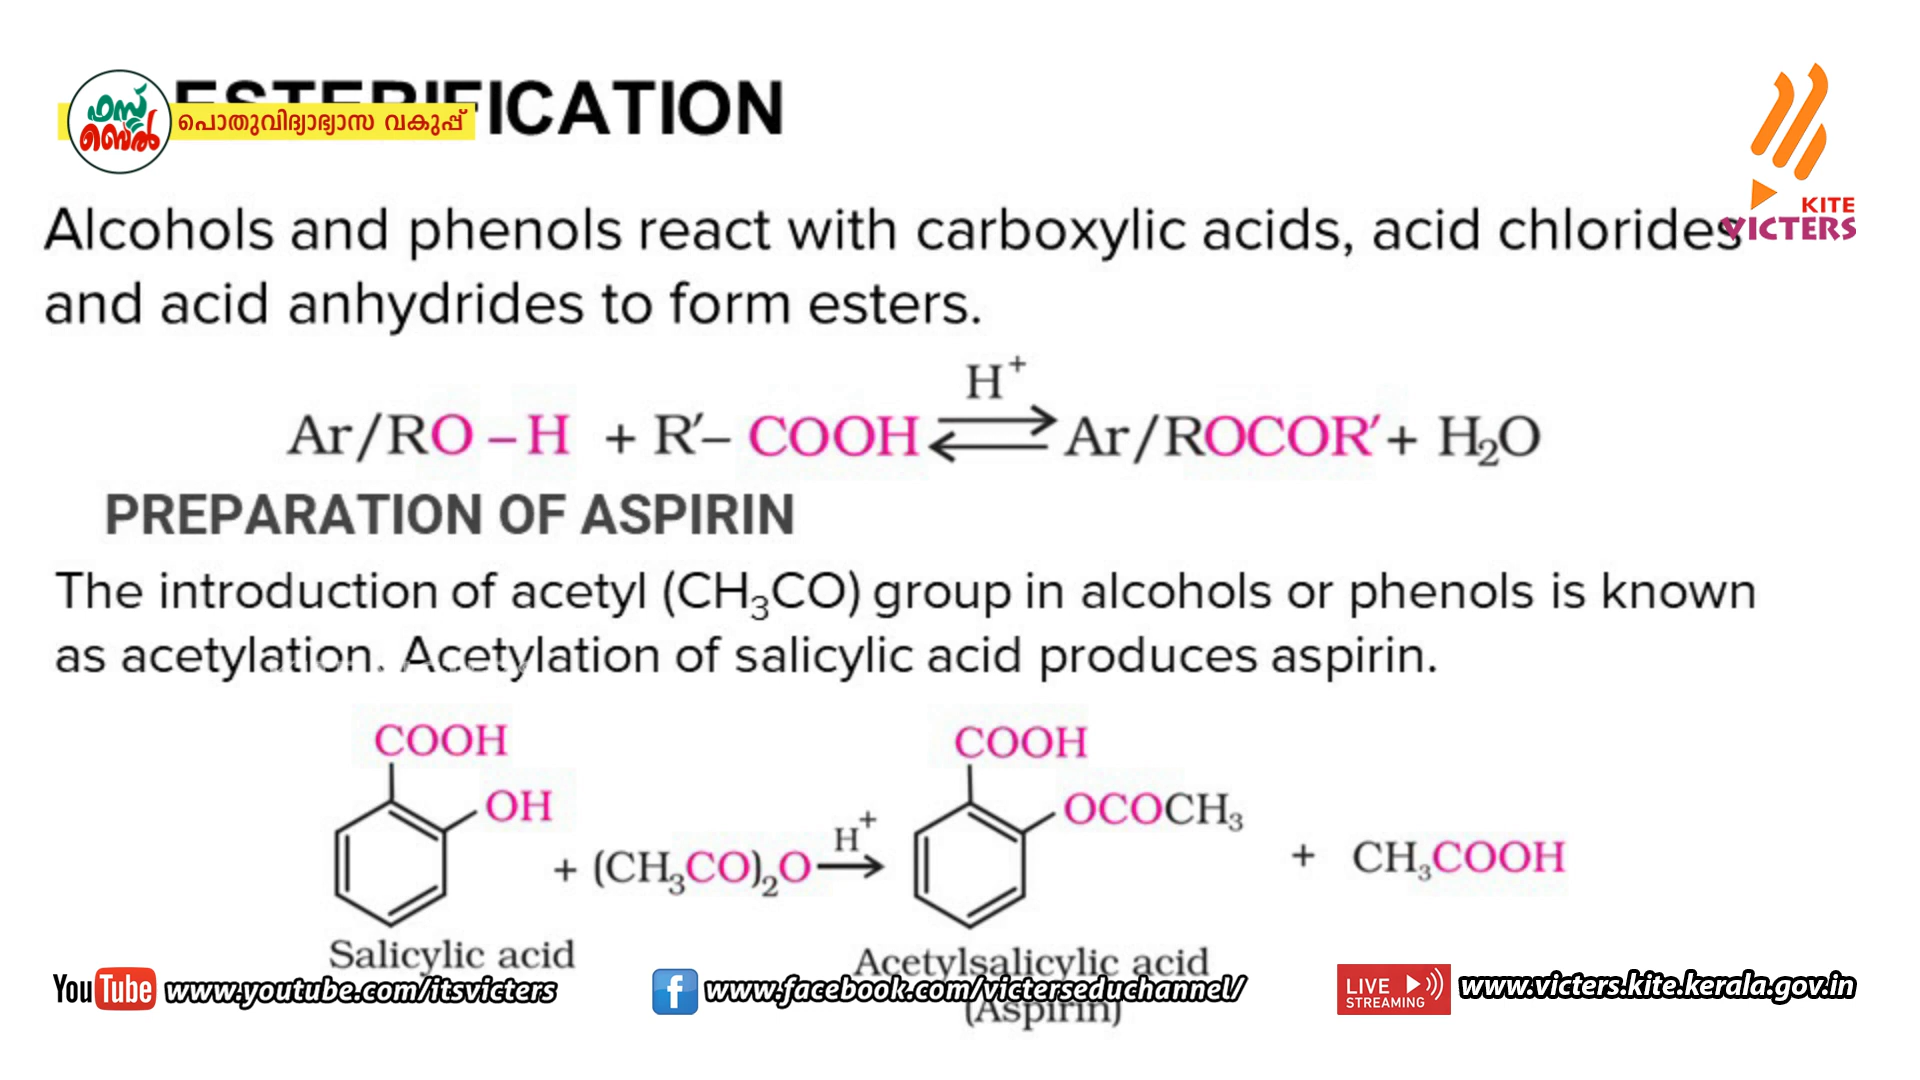 ഫസ്റ്റ് ബെൽ
പൊതുവിദ്യാഭ്യാസ വകുപ്പ്
ESTERIFICATION
KITE
VICTERS
Alcohols and phenols react with carboxylic acids, acid chlorides
and acid anhydrides to form esters.
H⁺
Ar/RO – H + R′– COOH ⇌ Ar/ROCOR′ + H₂O
PREPARATION OF ASPIRIN
The introduction of acetyl (CH₃CO) group in alcohols or phenols is known
as acetylation. Acetylation of salicylic acid produces aspirin.
COOH COOH
OH OCOCH₃
+ (CH₃CO)₂O H⁺ → + CH₃COOH
Salicylic acid Acetylsalicylic acid
(Aspirin)
YouTube www.youtube.com/itsvicters
f www.facebook.com/victerseduchannel/
LIVE STREAMING www.victers.kite.kerala.gov.in